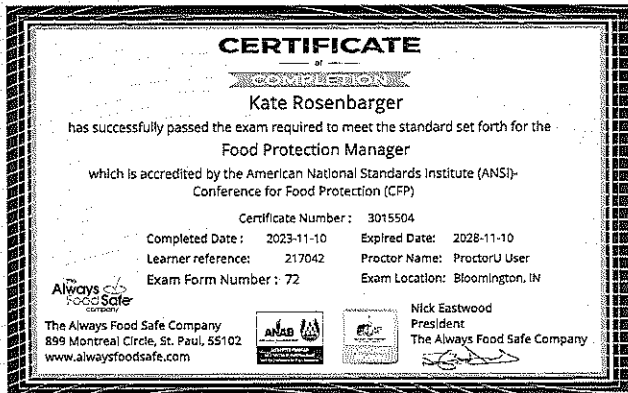 CERTIFICATE
of
COMPLETION
Kate Rosenbarger
has successfully passed the exam required to meet the standard set forth for the
Food Protection Manager
which is accredited by the American National Standards Institute (ANSI)-
Conference for Food Protection (CFP)
Certificate Number : 3015504
Completed Date : 2023-11-10 Expired Date: 2028-11-10
Learner reference: 217042 Proctor Name: ProctorU User
Exam Form Number : 72 Exam Location: Bloomington, IN
The
Always
Food Safe
company
The Always Food Safe Company
899 Montreal Circle, St. Paul, 55102
www.alwaysfoodsafe.com
ANAB
Nick Eastwood
President
The Always Food Safe Company